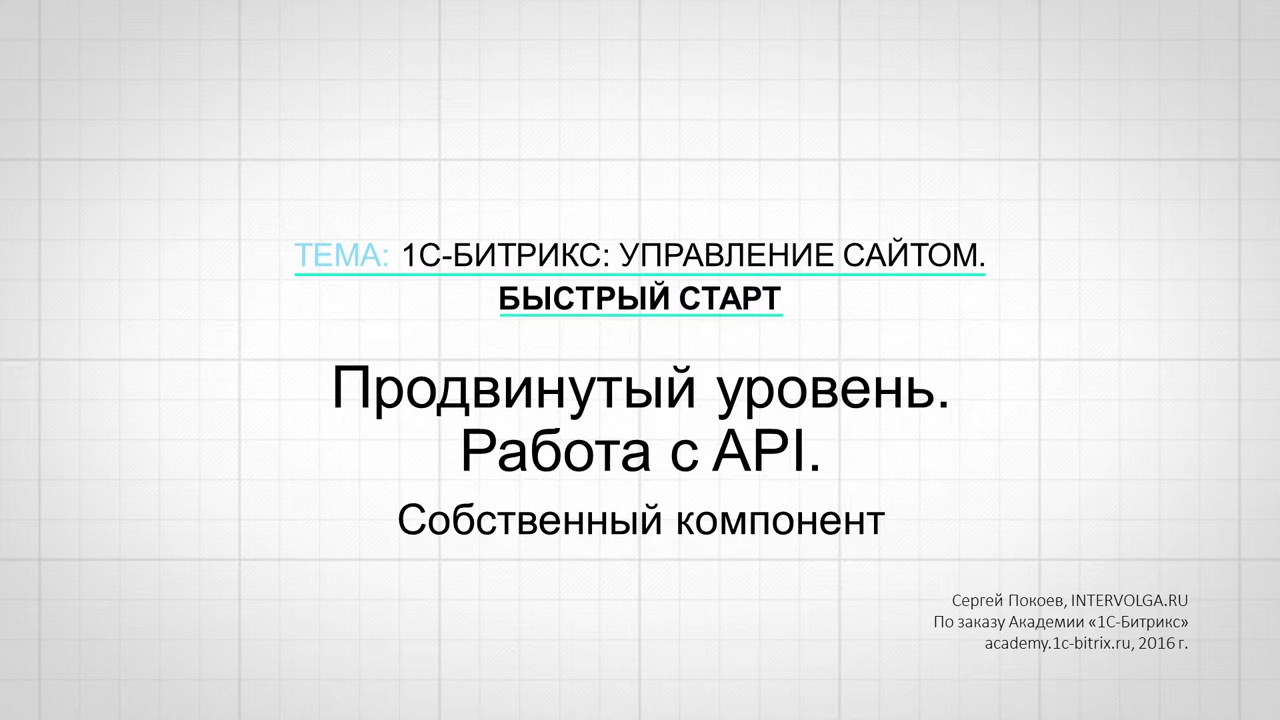 ТЕМА: 1С-БИТРИКС: УПРАВЛЕНИЕ САЙТОМ.
БЫСТРЫЙ СТАРТ
Продвинутый уровень.
Работа с API.
Собственный компонент
Сергей Покоев, INTERVOLGA.RU
По заказу Академии «1С-Битрикс»
academy.1c-bitrix.ru, 2016 г.